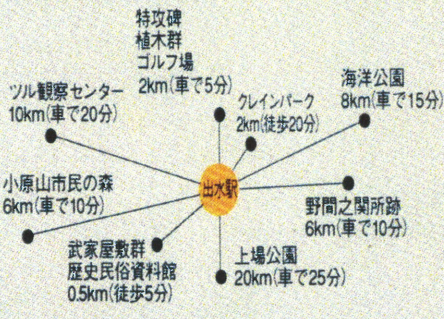 特攻碑
植木群
ゴルフ場
2km(車で5分)
ツル観察センター
10km(車で20分)
クレインパーク
2km(徒歩20分)
海洋公園
8km(車で15分)
出水駅
小原山市民の森
6km(車で10分)
野間之関所跡
6km(車で10分)
武家屋敷群
歴史民俗資料館
0.5km(徒歩5分)
上場公園
20km(車で25分)